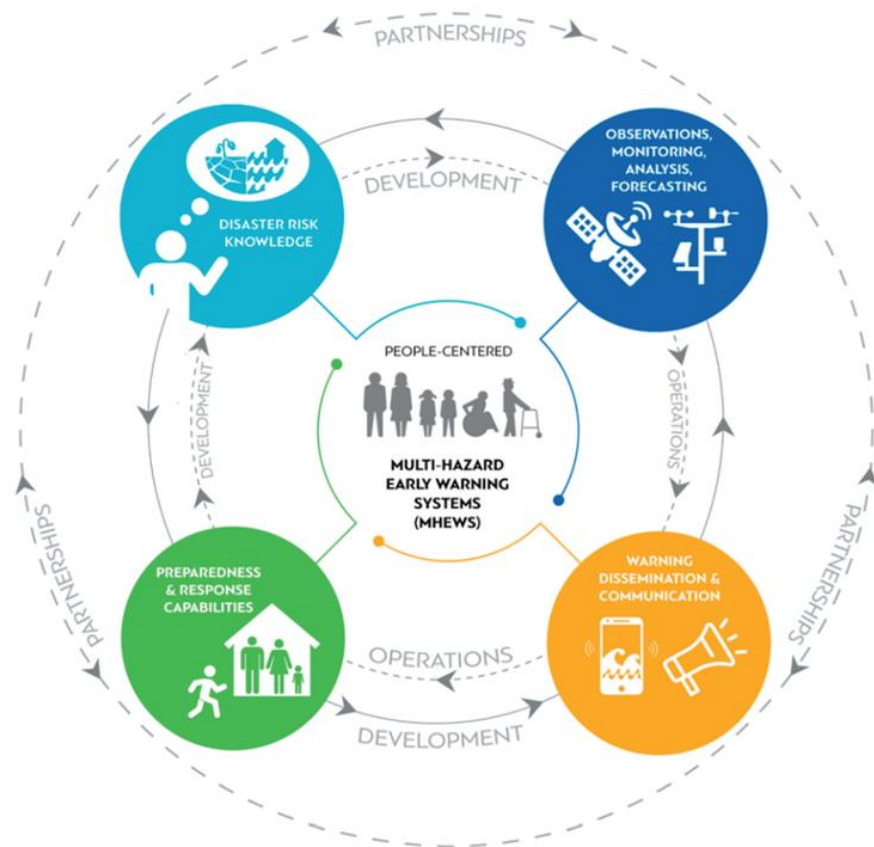 PARTNERSHIPS
OBSERVATIONS,
MONITORING,
ANALYSIS,
FORECASTING
DEVELOPMENT
DISASTER RISK
KNOWLEDGE
PEOPLE-CENTERED
DEVELOPMENT
OPERATIONS
MULTI-HAZARD
EARLY WARNING
SYSTEMS
(MHEWS)
PARTNERSHIPS
PARTNERSHIPS
PREPAREDNESS
& RESPONSE
CAPABILITIES
WARNING
DISSEMINATION &
COMMUNICATION
OPERATIONS
DEVELOPMENT